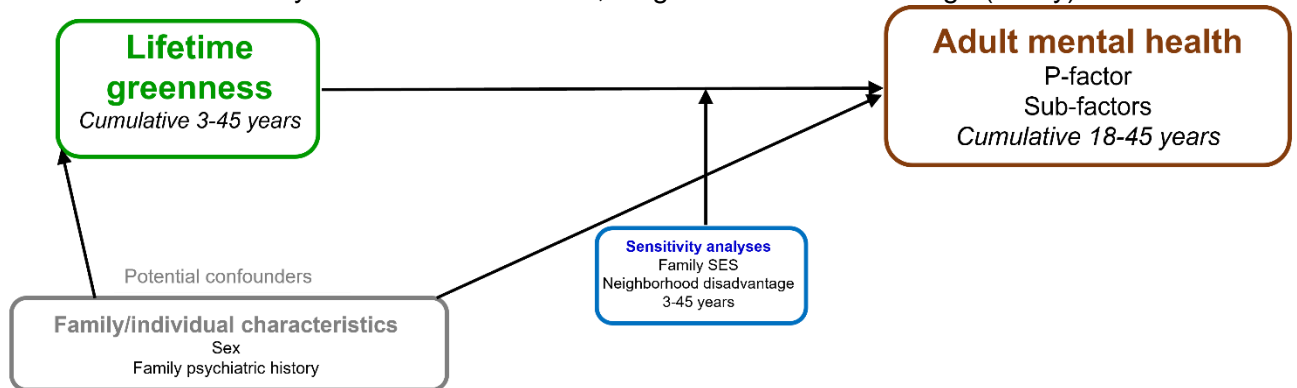 Lifetime
greenness
Cumulative 3-45 years
Adult mental health
P-factor
Sub-factors
Cumulative 18-45 years
Sensitivity analyses
Family SES
Neighborhood disadvantage
3-45 years
Potential confounders
Family/individual characteristics
Sex
Family psychiatric history